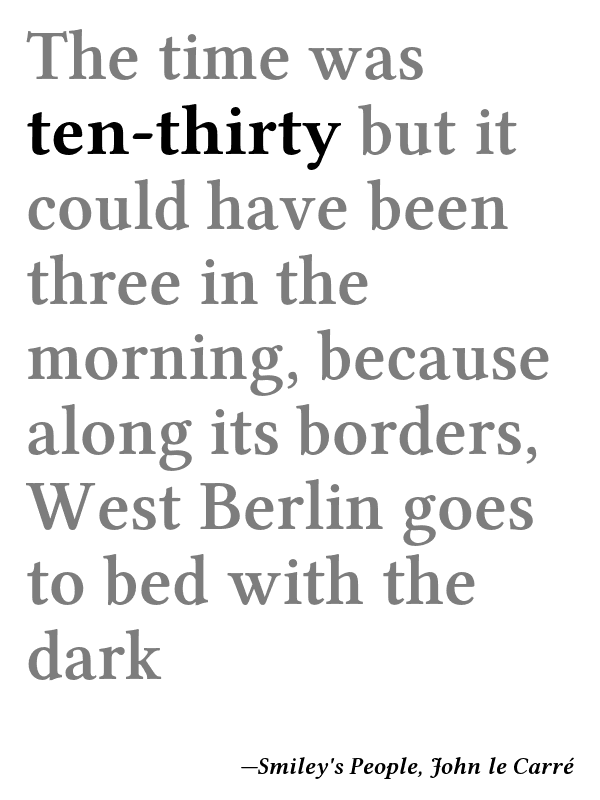 The time was
ten-thirty but it
could have been
three in the
morning, because
along its borders,
West Berlin goes
to bed with the
dark
—Smiley's People, John le Carré